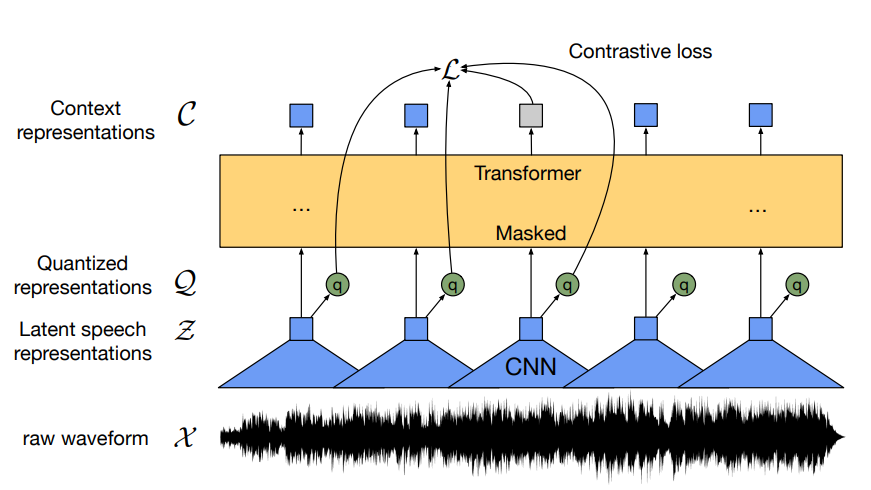 Contrastive loss
ℒ
Context
representations 𝒞
Transformer
... ...
Masked
Quantized
representations 𝒬
q q q q q
Latent speech
representations 𝒵
CNN
raw waveform 𝒳